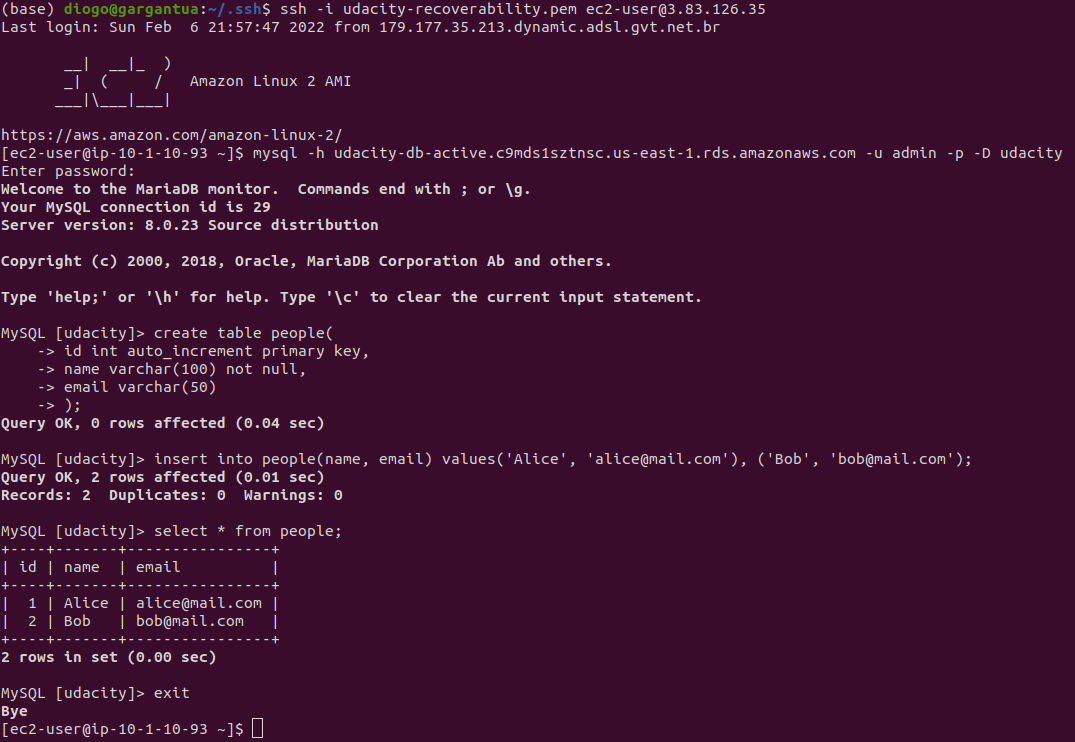 (base) diogo@gargantua:~/.ssh$ ssh -i udacity-recoverability.pem ec2-user@3.83.126.35
Last login: Sun Feb  6 21:57:47 2022 from 179.177.35.213.dynamic.adsl.gvt.net.br

       __|  __|_  )
       _|  (     /   Amazon Linux 2 AMI
      ___|\___|___|

https://aws.amazon.com/amazon-linux-2/
[ec2-user@ip-10-1-10-93 ~]$ mysql -h udacity-db-active.c9mds1sztnsc.us-east-1.rds.amazonaws.com -u admin -p -D udacity
Enter password:
Welcome to the MariaDB monitor.  Commands end with ; or \g.
Your MySQL connection id is 29
Server version: 8.0.23 Source distribution

Copyright (c) 2000, 2018, Oracle, MariaDB Corporation Ab and others.

Type 'help;' or '\h' for help. Type '\c' to clear the current input statement.

MySQL [udacity]> create table people(
    -> id int auto_increment primary key,
    -> name varchar(100) not null,
    -> email varchar(50)
    -> );
Query OK, 0 rows affected (0.04 sec)

MySQL [udacity]> insert into people(name, email) values('Alice', 'alice@mail.com'), ('Bob', 'bob@mail.com');
Query OK, 2 rows affected (0.01 sec)
Records: 2  Duplicates: 0  Warnings: 0

MySQL [udacity]> select * from people;
+----+-------+----------------+
| id | name  | email          |
+----+-------+----------------+
|  1 | Alice | alice@mail.com |
|  2 | Bob   | bob@mail.com   |
+----+-------+----------------+
2 rows in set (0.00 sec)

MySQL [udacity]> exit
Bye
[ec2-user@ip-10-1-10-93 ~]$